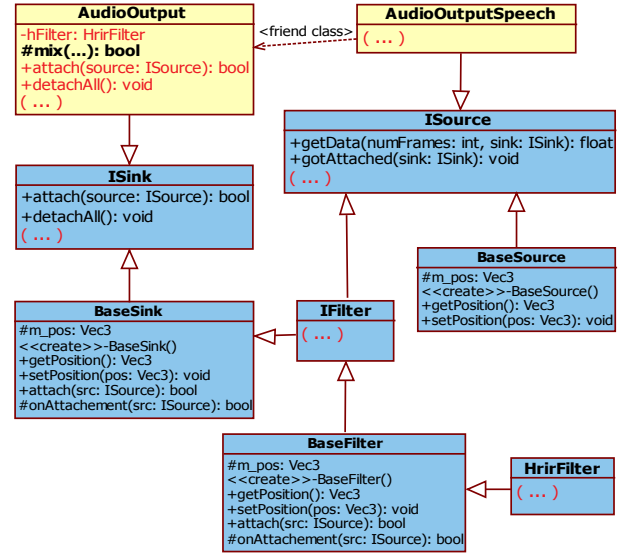 AudioOutput
-hFilter: HrirFilter
#mix(...): bool
+attach(source: ISource): bool
+detachAll(): void
( ... )
<friend class>
AudioOutputSpeech
( ... )
ISource
+getData(numFrames: int, sink: ISink): float
+gotAttached(sink: ISink): void
( ... )
ISink
+attach(source: ISource): bool
+detachAll(): void
( ... )
BaseSource
#m_pos: Vec3
<<create>>-BaseSource()
+getPosition(): Vec3
+setPosition(pos: Vec3): void
BaseSink
#m_pos: Vec3
<<create>>-BaseSink()
+getPosition(): Vec3
+setPosition(pos: Vec3): void
+attach(src: ISource): bool
#onAttachement(src: ISource): bool
IFilter
( ... )
BaseFilter
#m_pos: Vec3
<<create>>-BaseFilter()
+getPosition(): Vec3
+setPosition(pos: Vec3): void
+attach(src: ISource): bool
#onAttachement(src: ISource): bool
HrirFilter
( ... )